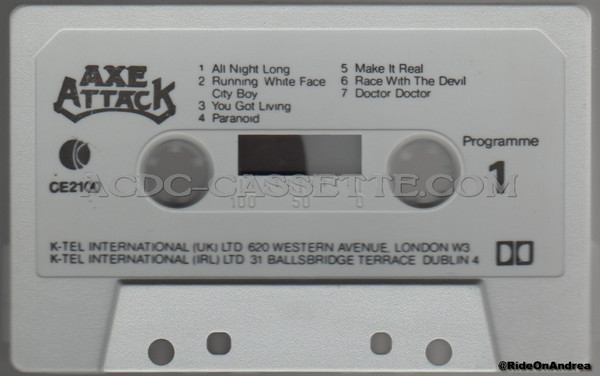 AXE
ATTACK
1 All Night Long
2 Running White Face
City Boy
3 You Got Living
4 Paranoid
5 Make It Real
6 Race With The Devil
7 Doctor Doctor
K
CE2100
Programme
1
ACDC-CASSETTE.COM
100 50 0
K-TEL INTERNATIONAL (UK) LTD 620 WESTERN AVENUE, LONDON W3
K-TEL INTERNATIONAL (IRL) LTD 31 BALLSBRIDGE TERRACE DUBLIN 4
@RideOnAndrea